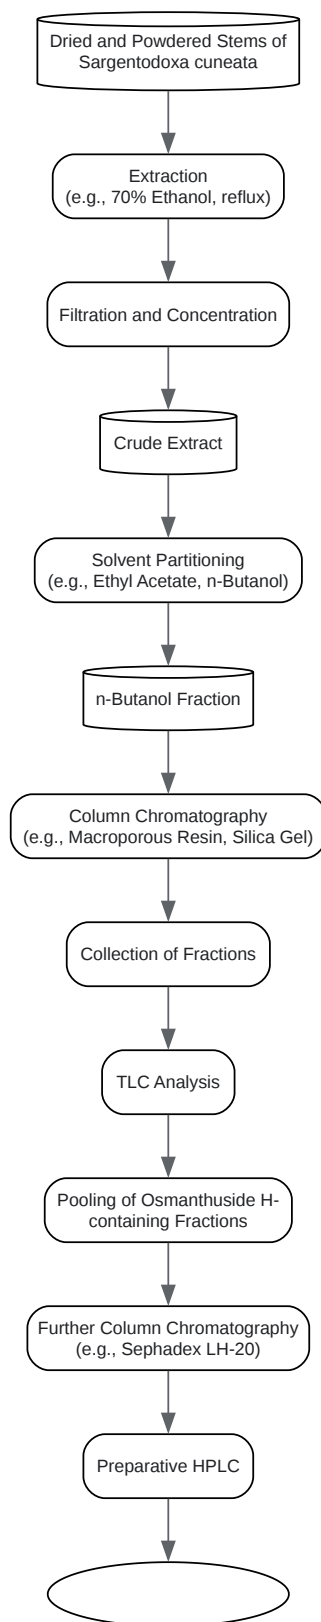 Dried and Powdered Stems of
Sargentodoxa cuneata
Extraction
(e.g., 70% Ethanol, reflux)
Filtration and Concentration
Crude Extract
Solvent Partitioning
(e.g., Ethyl Acetate, n-Butanol)
n-Butanol Fraction
Column Chromatography
(e.g., Macroporous Resin, Silica Gel)
Collection of Fractions
TLC Analysis
Pooling of Osmanthuside H-
containing Fractions
Further Column Chromatography
(e.g., Sephadex LH-20)
Preparative HPLC